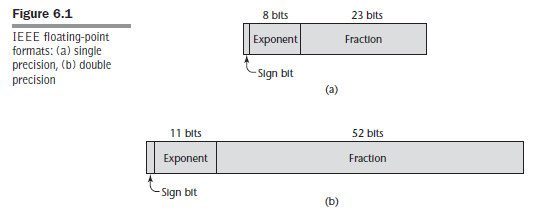 Figure 6.1
IEEE floating-point
formats: (a) single
precision, (b) double
precision
8 bits 23 bits
Exponent Fraction
Sign bit
(a)
11 bits 52 bits
Exponent Fraction
Sign bit
(b)